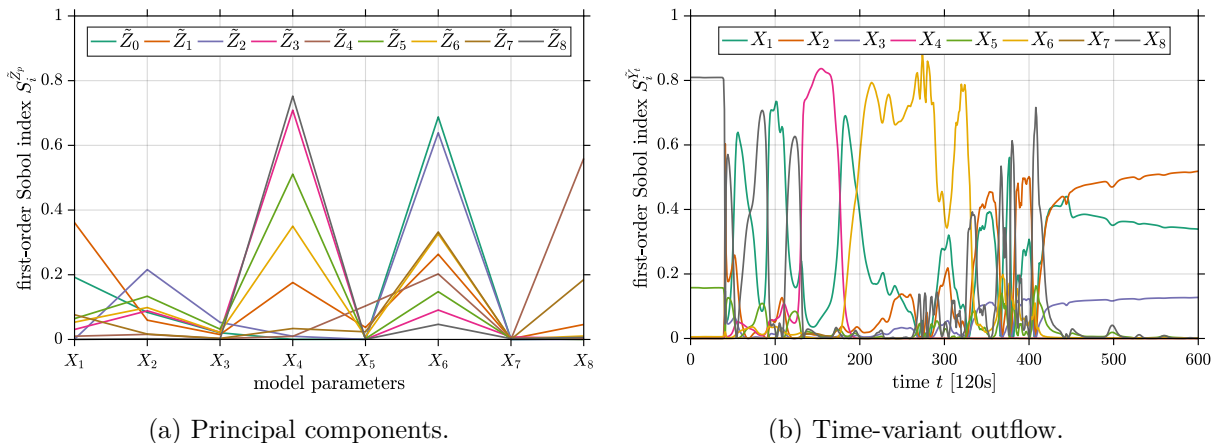 Z̃₀ Z̃₁ Z̃₂ Z̃₃ Z̃₄ Z̃₅ Z̃₆ Z̃₇ Z̃₈
first-order Sobol index $S_i^{\tilde{Z}_p}$
1
0.8
0.6
0.4
0.2
0
X₁ X₂ X₃ X₄ X₅ X₆ X₇ X₈
model parameters
(a) Principal components.
X₁ X₂ X₃ X₄ X₅ X₆ X₇ X₈
first-order Sobol index $S_i^{\tilde{Y}_t}$
1
0.8
0.6
0.4
0.2
0
0 100 200 300 400 500 600
time t [120s]
(b) Time-variant outflow.